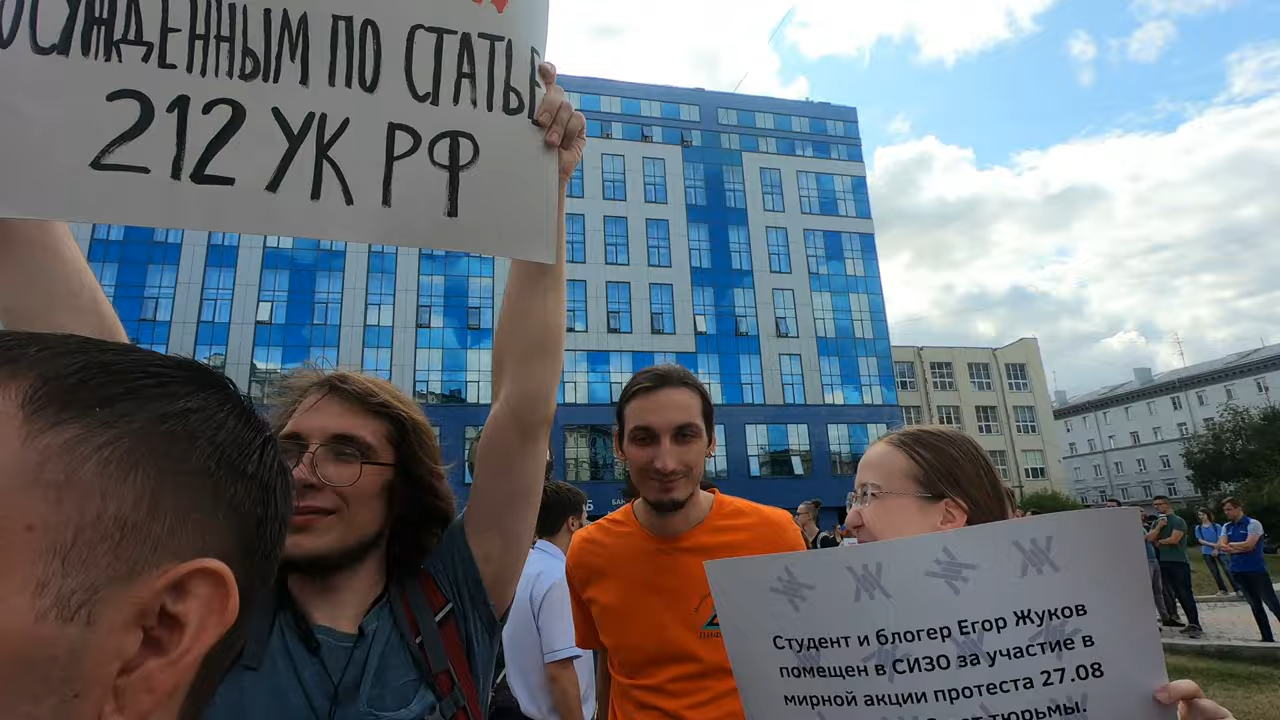 ОСУЖДЕННЫМ ПО СТАТЬЕ
212 УК РФ
Студент и блогер Егор Жуков
помещен в СИЗО за участие в
мирной акции протеста 27.08
тюрьмы.